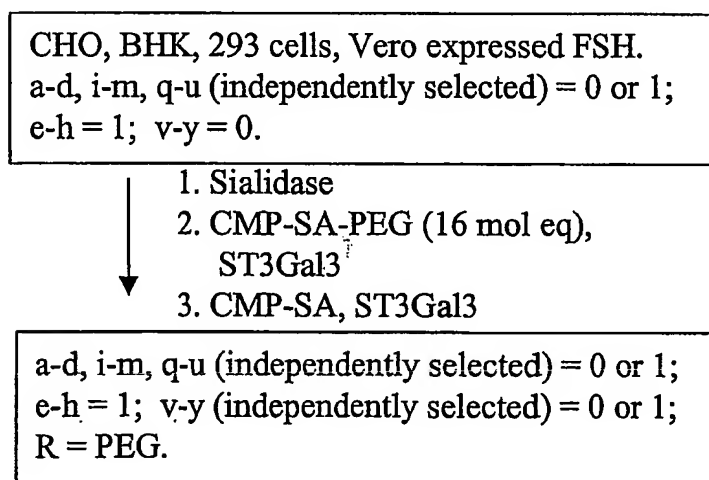 CHO, BHK, 293 cells, Vero expressed FSH.
a-d, i-m, q-u (independently selected) = 0 or 1;
e-h = 1; v-y = 0.
1. Sialidase
2. CMP-SA-PEG (16 mol eq),
ST3Gal3
3. CMP-SA, ST3Gal3
a-d, i-m, q-u (independently selected) = 0 or 1;
e-h = 1; v-y (independently selected) = 0 or 1;
R = PEG.